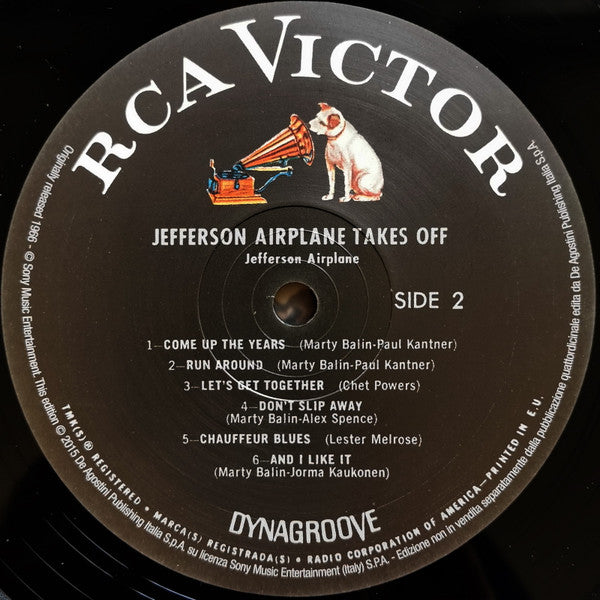 RCA VICTOR
JEFFERSON AIRPLANE TAKES OFF
Jefferson Airplane
SIDE 2
1—COME UP THE YEARS (Marty Balin-Paul Kantner)
2—RUN AROUND (Marty Balin-Paul Kantner)
3—LET'S GET TOGETHER (Chet Powers)
4—DON'T SLIP AWAY
(Marty Balin-Alex Spence)
5—CHAUFFEUR BLUES (Lester Melrose)
6—AND I LIKE IT
(Marty Balin-Jorma Kaukonen)
DYNAGROOVE
TMK(S) ® REGISTERED • MARCA(S) REGISTRADA(S) • RADIO CORPORATION OF AMERICA—PRINTED IN E.U.
Originally released 1966 - © Sony Music Entertainment. This edition © 2015 De Agostini Publishing Italia S.p.A. su licenza Sony Music Entertainment (Italy) S.P.A. - Edizione non in vendita separatamente dalla pubblicazione quattordicinale edita da De Agostini Publishing Italia S.p.A.